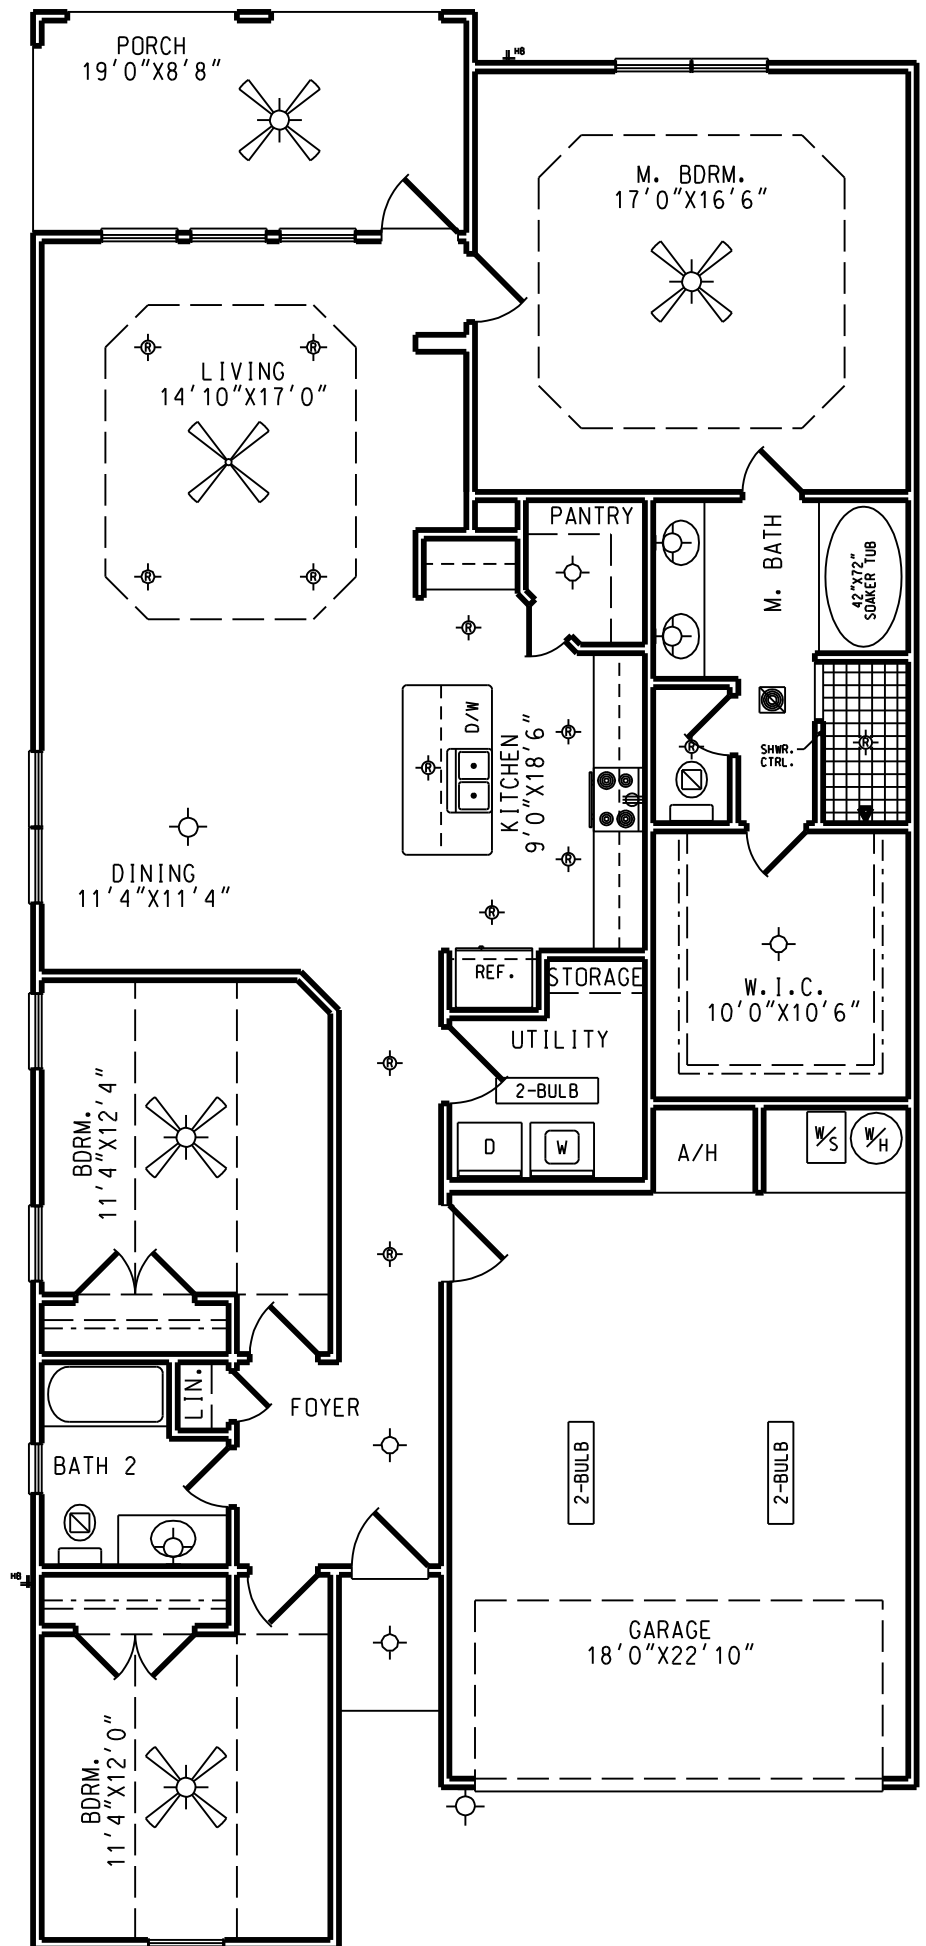 PORCH
19'0"X8'8"
HB
M. BDRM.
17'0"X16'6"
R
R
LIVING
14'10"X17'0"
R
R
PANTRY
M. BATH
42"X72"
SOAKER TUB
R
D/W
KITCHEN
9'0"X18'6"
R
R
R
SHWR.
CTRL.
R
R
DINING
11'4"X11'4"
R
R
REF.
STORAGE
W.I.C.
10'0"X10'6"
UTILITY
R
2-BULB
BDRM.
11'4"X12'4"
D
W
A/H
W/S
W/H
R
LIN.
FOYER
BATH 2
2-BULB
2-BULB
HB
GARAGE
18'0"X22'10"
BDRM.
11'4"X12'0"